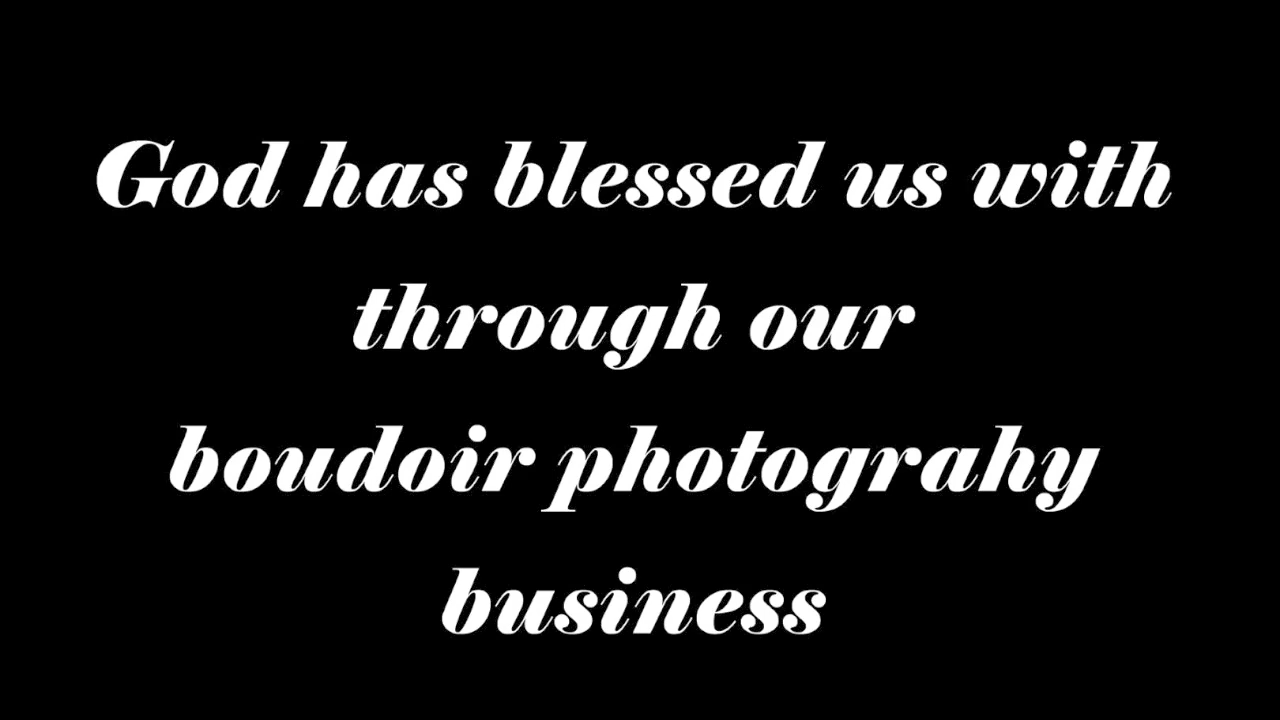 God has blessed us with
through our
boudoir photograhy
business